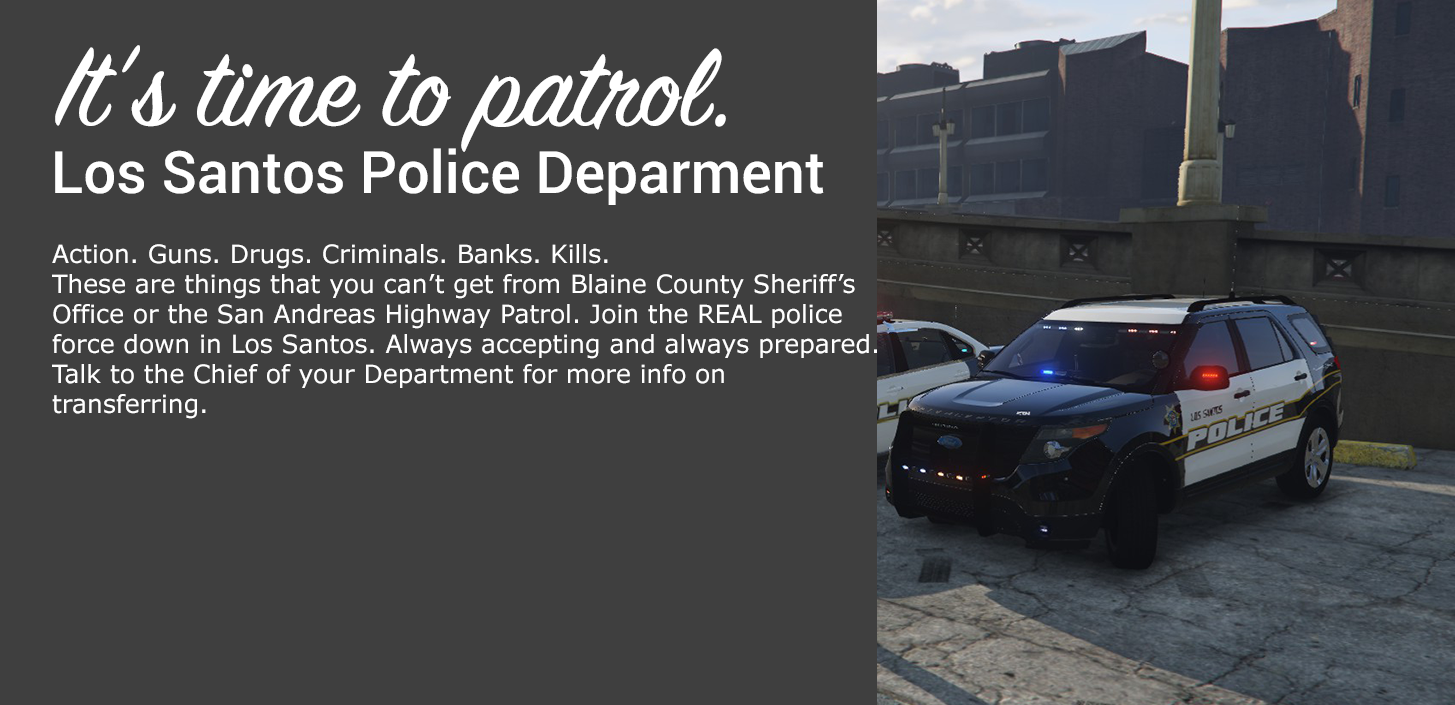 It's time to patrol.
Los Santos Police Deparment
Action. Guns. Drugs. Criminals. Banks. Kills.
These are things that you can’t get from Blaine County Sheriff’s
Office or the San Andreas Highway Patrol. Join the REAL police
force down in Los Santos. Always accepting and always prepared.
Talk to the Chief of your Department for more info on
transferring.
LOS SANTOS
POLICE